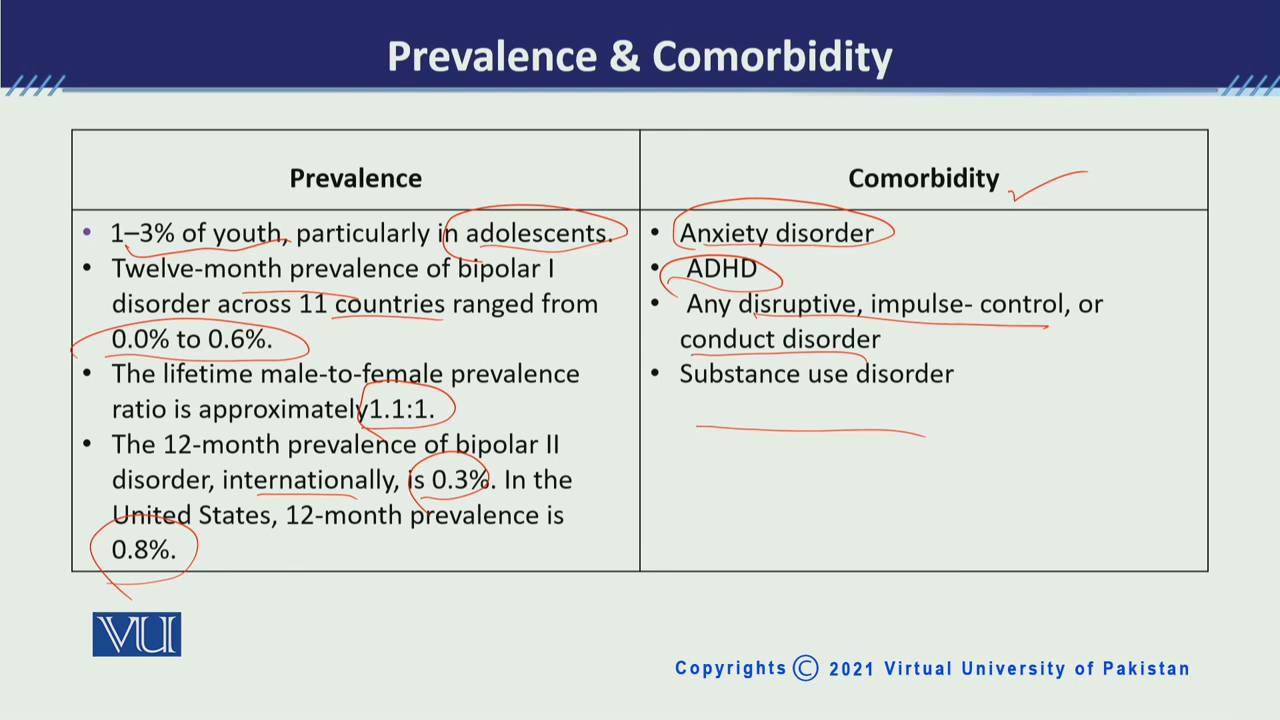 Prevalence & Comorbidity
Prevalence
• 1–3% of youth, particularly in adolescents.
• Twelve-month prevalence of bipolar I
disorder across 11 countries ranged from
0.0% to 0.6%.
• The lifetime male-to-female prevalence
ratio is approximately1.1:1.
• The 12-month prevalence of bipolar II
disorder, internationally, is 0.3%. In the
United States, 12-month prevalence is
0.8%.
Comorbidity
• Anxiety disorder
• ADHD
• Any disruptive, impulse- control, or
conduct disorder
• Substance use disorder
VU
Copyrights © 2021 Virtual University of Pakistan